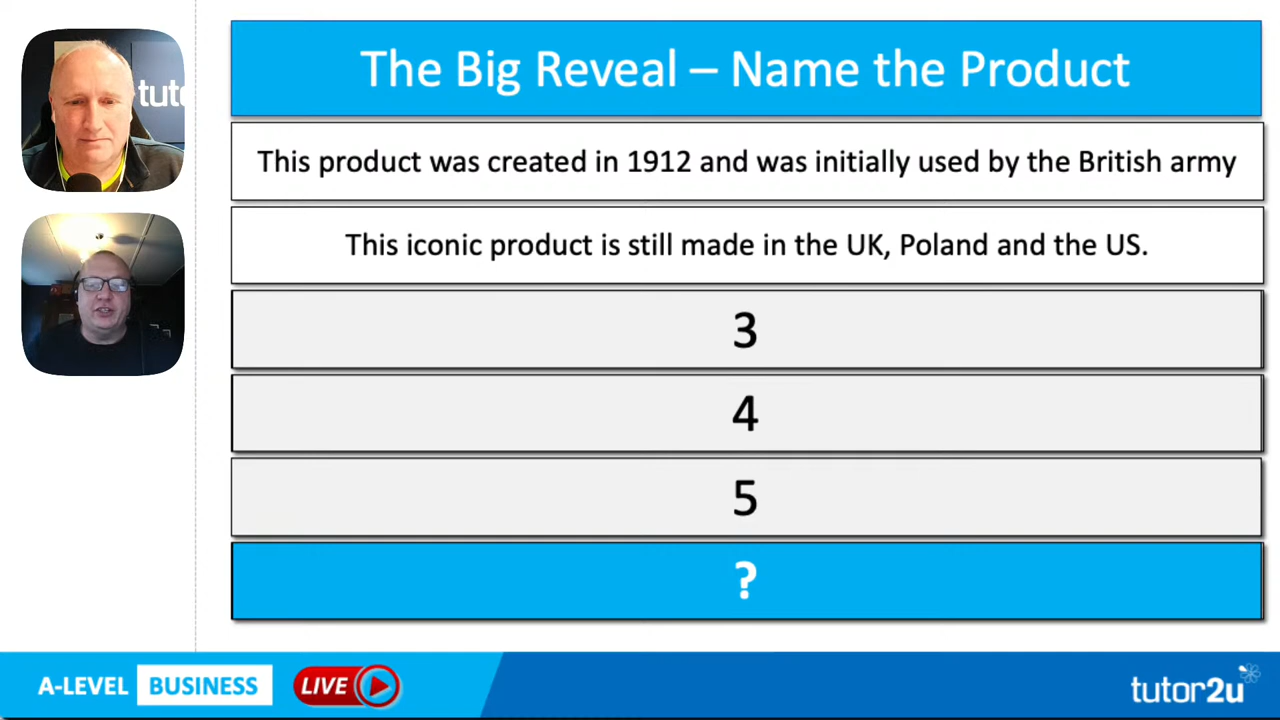 The Big Reveal – Name the Product
This product was created in 1912 and was initially used by the British army
This iconic product is still made in the UK, Poland and the US.
3
4
5
?
tuto
A-LEVEL BUSINESS LIVE
tutor2u